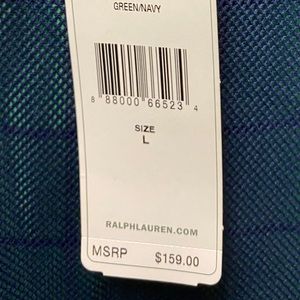 GREEN/NAVY
8 88000 66523 4
SIZE
L
RALPHLAUREN.COM
MSRP $159.00